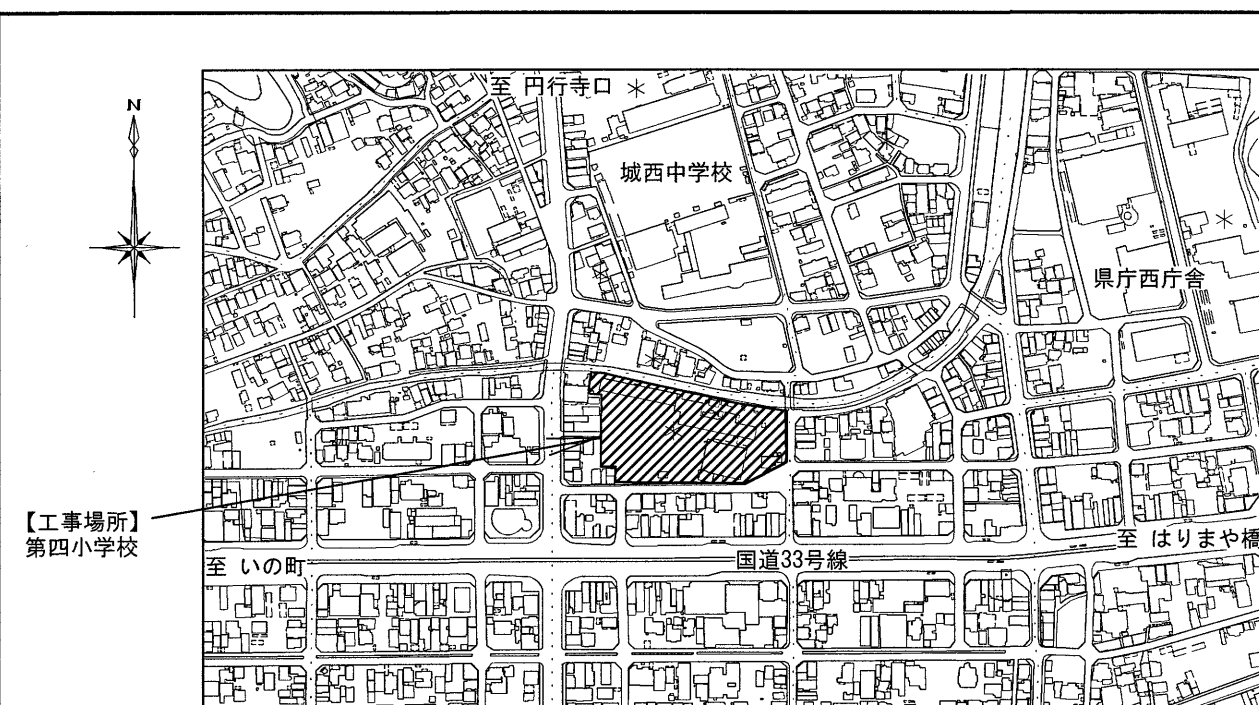 N
至 円行寺口
城西中学校
県庁西庁舎
【工事場所】
第四小学校
至 いの町
国道33号線
至 はりまや橋